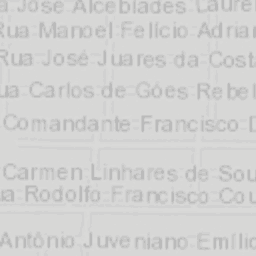 José Alcebíades Laure
Rua Manoel Felício Adria
Rua José Juares da Cost
ua Carlos de Góes Rebel
Comandante Francisco D
Carmen Linhares de Sou
a Rodolfo Francisco Cou
Antônio Juveniano Emílio